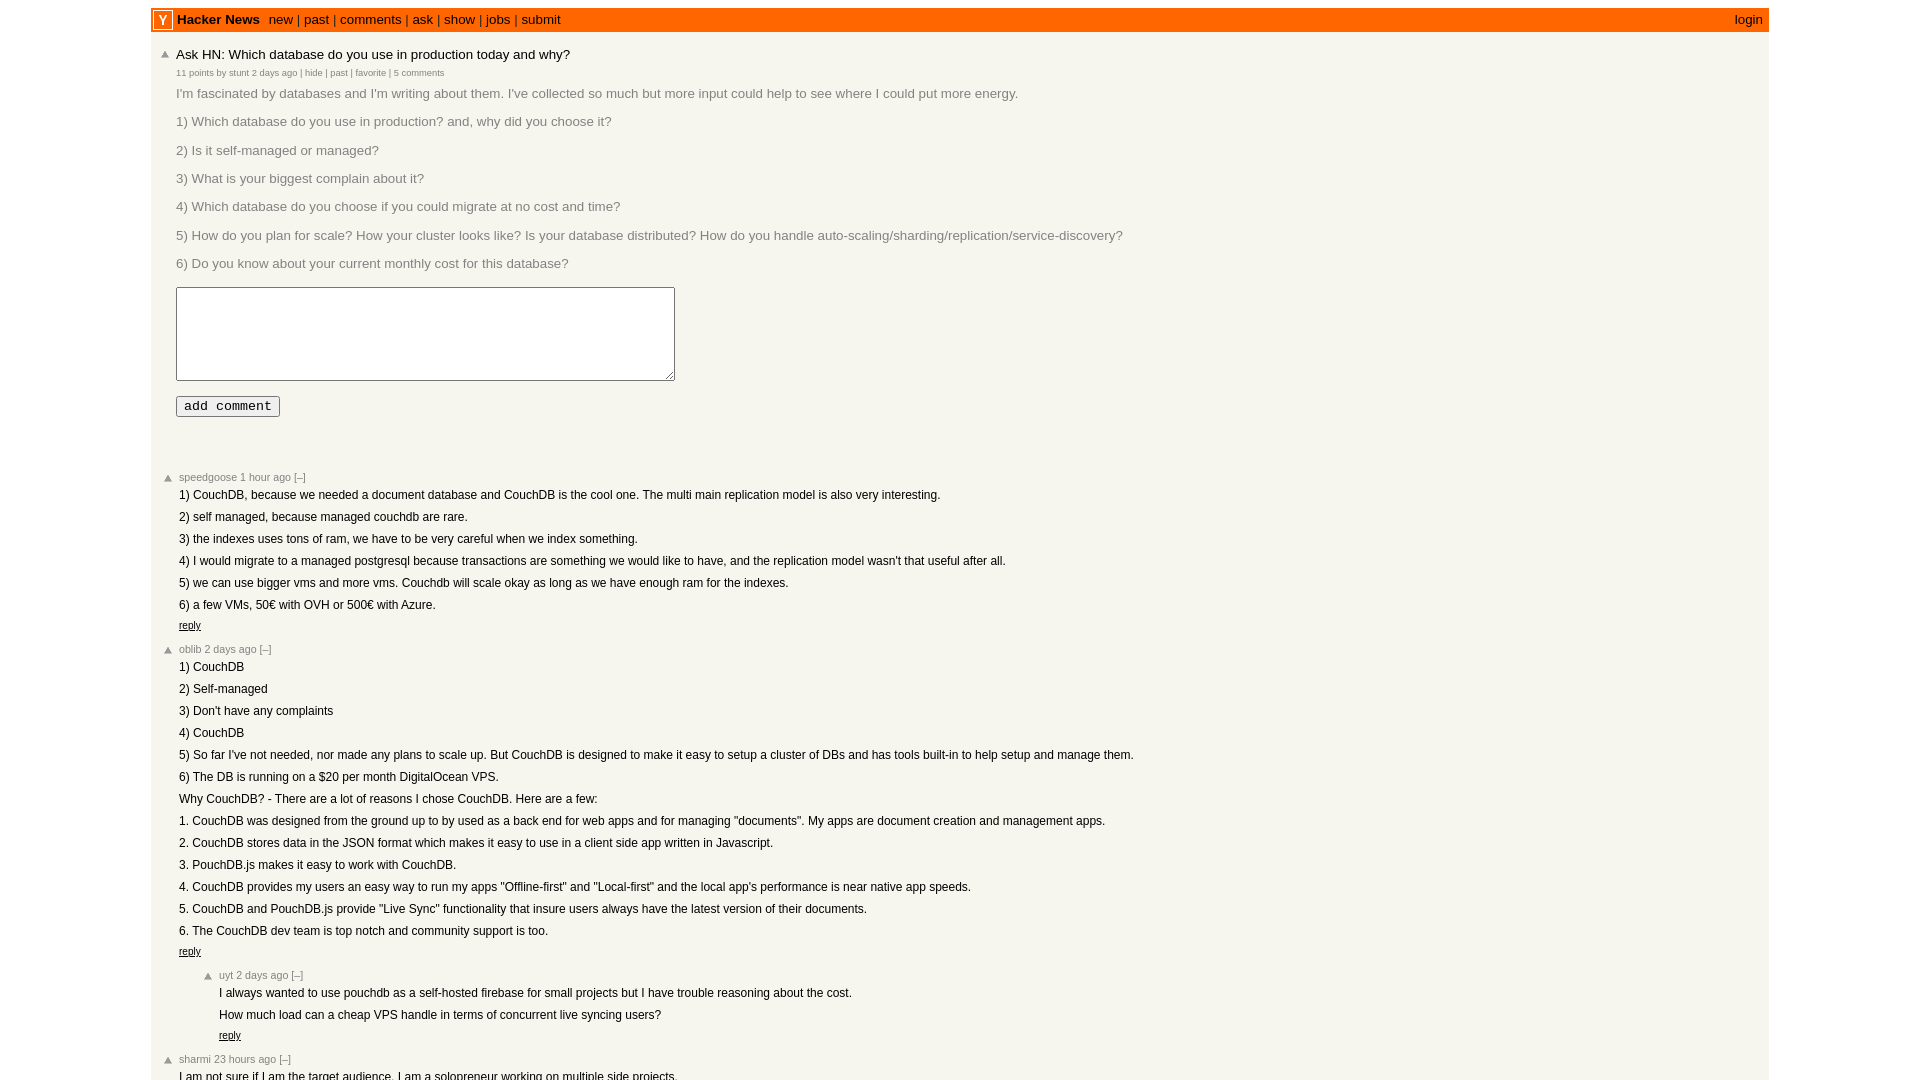 Y Hacker News new | past | comments | ask | show | jobs | submit login
Ask HN: Which database do you use in production today and why?
11 points by stunt 2 days ago | hide | past | favorite | 5 comments
I'm fascinated by databases and I'm writing about them. I've collected so much but more input could help to see where I could put more energy.
1) Which database do you use in production? and, why did you choose it?
2) Is it self-managed or managed?
3) What is your biggest complain about it?
4) Which database do you choose if you could migrate at no cost and time?
5) How do you plan for scale? How your cluster looks like? Is your database distributed? How do you handle auto-scaling/sharding/replication/service-discovery?
6) Do you know about your current monthly cost for this database?
add comment
speedgoose 1 hour ago [–]
1) CouchDB, because we needed a document database and CouchDB is the cool one. The multi main replication model is also very interesting.
2) self managed, because managed couchdb are rare.
3) the indexes uses tons of ram, we have to be very careful when we index something.
4) I would migrate to a managed postgresql because transactions are something we would like to have, and the replication model wasn't that useful after all.
5) we can use bigger vms and more vms. Couchdb will scale okay as long as we have enough ram for the indexes.
6) a few VMs, 50€ with OVH or 500€ with Azure.
reply
oblib 2 days ago [–]
1) CouchDB
2) Self-managed
3) Don't have any complaints
4) CouchDB
5) So far I've not needed, nor made any plans to scale up. But CouchDB is designed to make it easy to setup a cluster of DBs and has tools built-in to help setup and manage them.
6) The DB is running on a $20 per month DigitalOcean VPS.
Why CouchDB? - There are a lot of reasons I chose CouchDB. Here are a few:
1. CouchDB was designed from the ground up to by used as a back end for web apps and for managing "documents". My apps are document creation and management apps.
2. CouchDB stores data in the JSON format which makes it easy to use in a client side app written in Javascript.
3. PouchDB.js makes it easy to work with CouchDB.
4. CouchDB provides my users an easy way to run my apps "Offline-first" and "Local-first" and the local app's performance is near native app speeds.
5. CouchDB and PouchDB.js provide "Live Sync" functionality that insure users always have the latest version of their documents.
6. The CouchDB dev team is top notch and community support is too.
reply
uyt 2 days ago [–]
I always wanted to use pouchdb as a self-hosted firebase for small projects but I have trouble reasoning about the cost.
How much load can a cheap VPS handle in terms of concurrent live syncing users?
reply
sharmi 23 hours ago [–]
I am not sure if I am the target audience. I am a solopreneur working on multiple side projects.